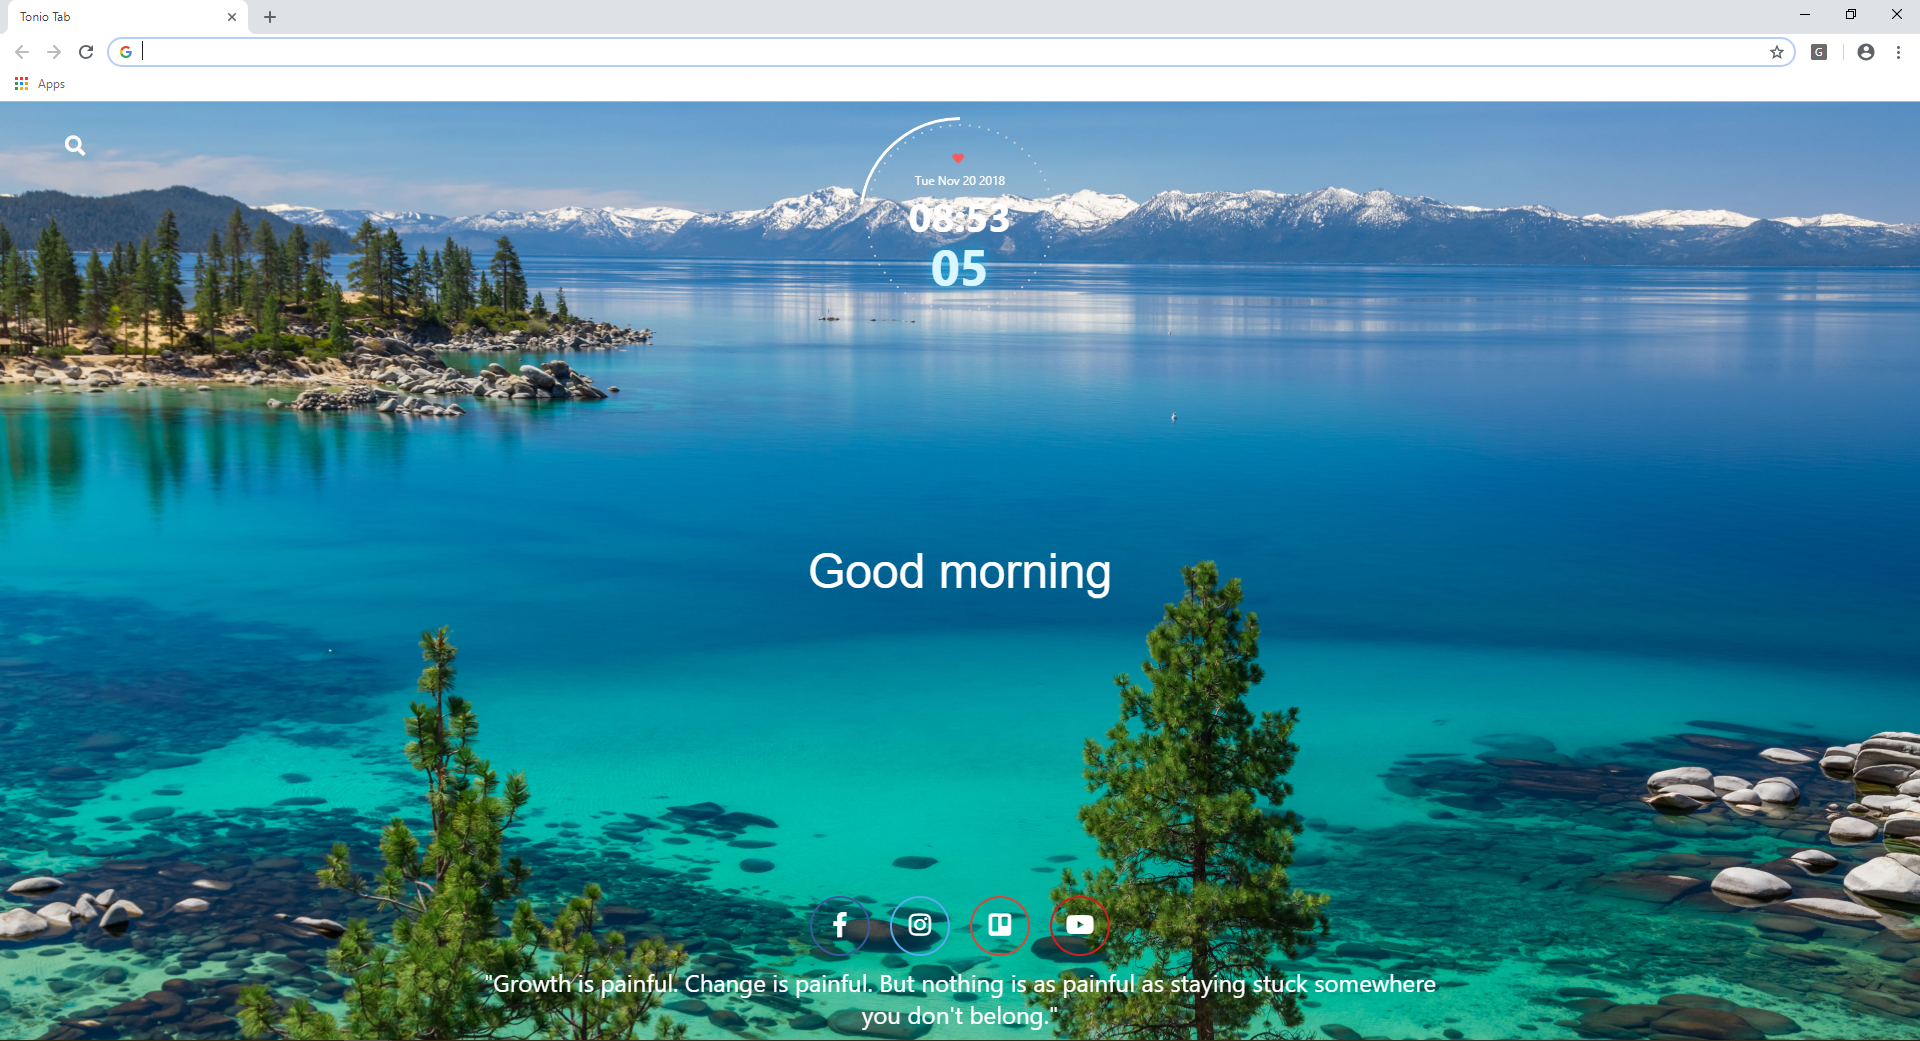 Tonio Tab
Apps
Tue Nov 20 2018
08:53
05
Good morning
"Growth is painful. Change is painful. But nothing is as painful as staying stuck somewhere
you don't belong."